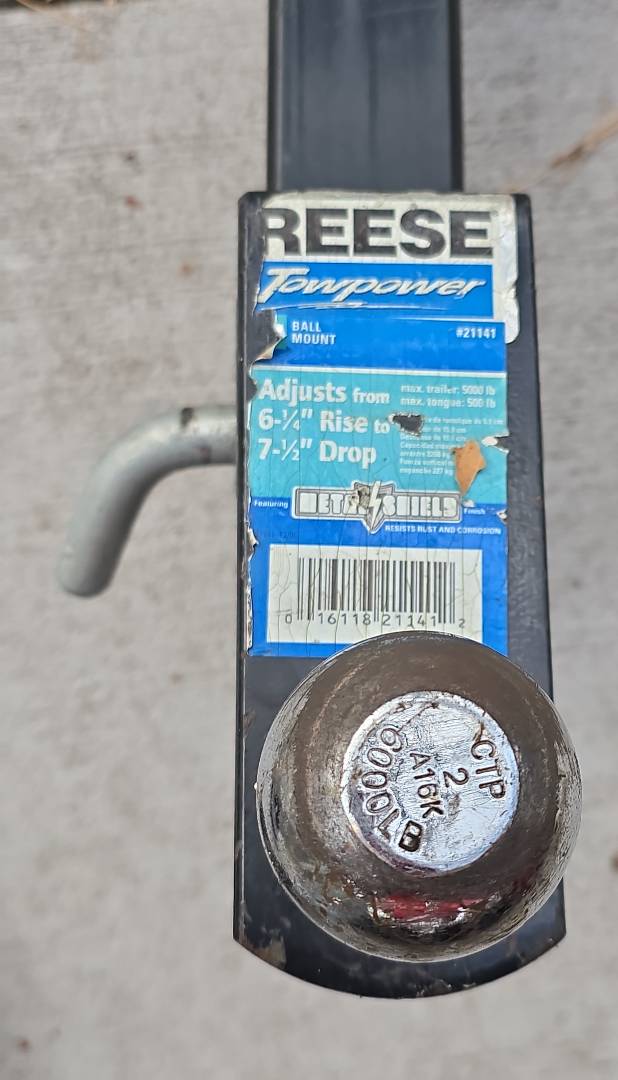 REESE
Towpower
BALL
MOUNT
#21141
Adjusts from
6-¼" Rise to
7-½" Drop
max. trailer: 5000 lb
max. tongue: 500 lb
Featuring
METAL SHIELD
Finish
RESISTS RUST AND CORROSION
0 16118 21141 2
CTP
2
A16K
6000L
B